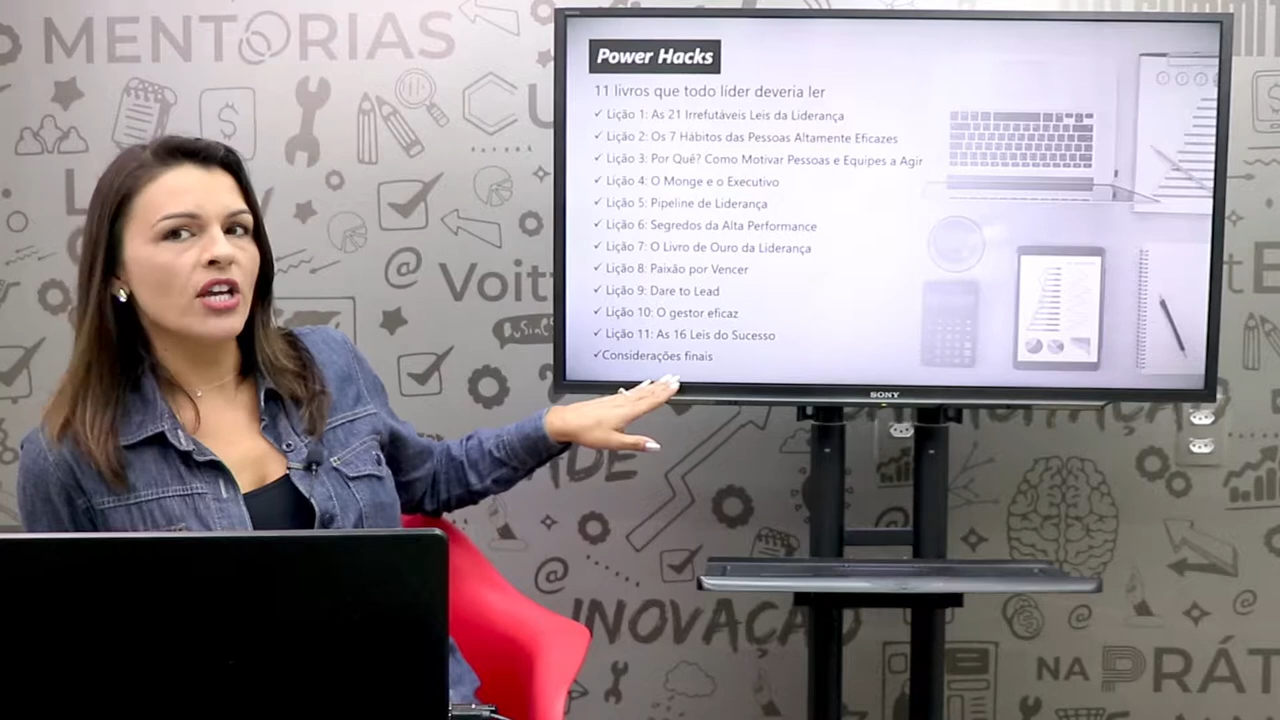 MENTORIAS
Power Hacks
11 livros que todo líder deveria ler
✓ Lição 1: As 21 Irrefutáveis Leis da Liderança
✓ Lição 2: Os 7 Hábitos das Pessoas Altamente Eficazes
✓ Lição 3: Por Quê? Como Motivar Pessoas e Equipes a Agir
✓ Lição 4: O Monge e o Executivo
✓ Lição 5: Pipeline de Liderança
✓ Lição 6: Segredos da Alta Performance
✓ Lição 7: O Livro de Ouro da Liderança
✓ Lição 8: Paixão por Vencer
✓ Lição 9: Dare to Lead
✓ Lição 10: O gestor eficaz
✓ Lição 11: As 16 Leis do Sucesso
✓Considerações finais
SONY
INOVAÇÃO
NA